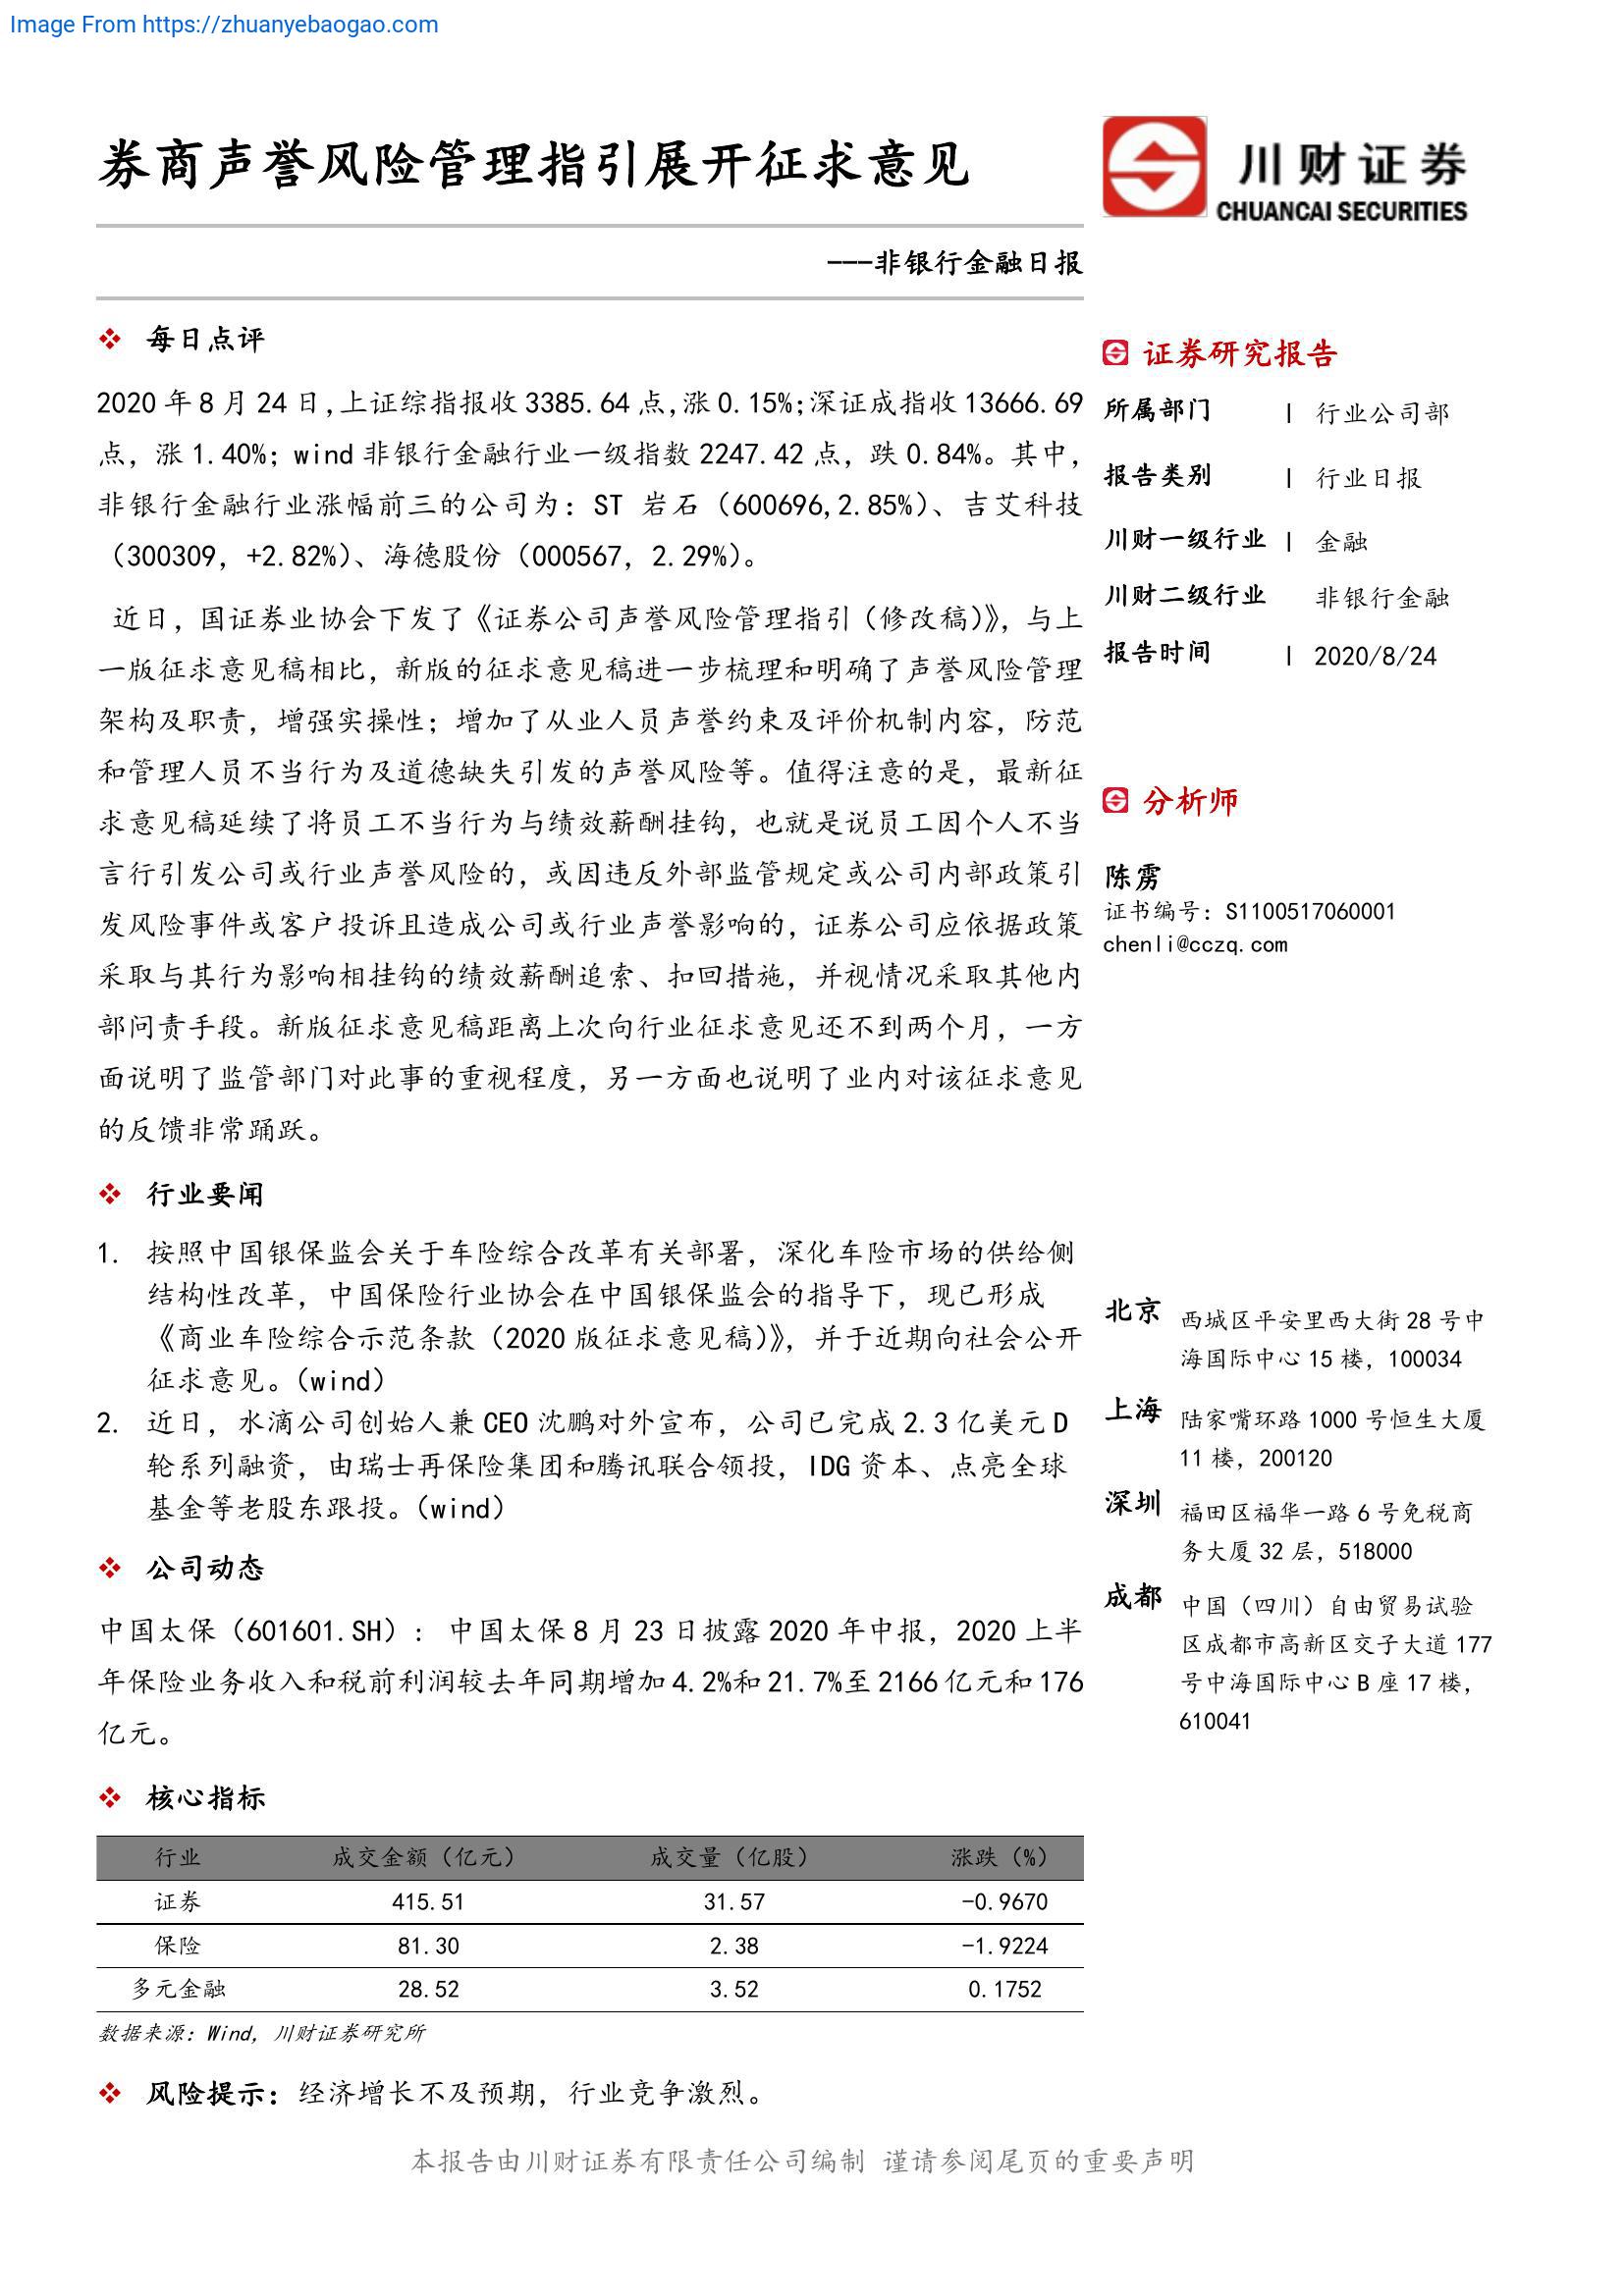 Image From https://zhuanyebaogao.com
券商声誉风险管理指引展开征求意见
川财证券
CHUANCAI SECURITIES
---非银行金融日报
❖ 每日点评
2020 年 8 月 24 日,上证综指报收 3385.64 点,涨 0.15%;深证成指收 13666.69
点，涨 1.40%；wind 非银行金融行业一级指数 2247.42 点，跌 0.84%。其中，
非银行金融行业涨幅前三的公司为：ST 岩石（600696,2.85%）、吉艾科技
（300309，+2.82%）、海德股份（000567，2.29%）。
近日，国证券业协会下发了《证券公司声誉风险管理指引（修改稿）》，与上
一版征求意见稿相比，新版的征求意见稿进一步梳理和明确了声誉风险管理
架构及职责，增强实操性；增加了从业人员声誉约束及评价机制内容，防范
和管理人员不当行为及道德缺失引发的声誉风险等。值得注意的是，最新征
求意见稿延续了将员工不当行为与绩效薪酬挂钩，也就是说员工因个人不当
言行引发公司或行业声誉风险的，或因违反外部监管规定或公司内部政策引
发风险事件或客户投诉且造成公司或行业声誉影响的，证券公司应依据政策
采取与其行为影响相挂钩的绩效薪酬追索、扣回措施，并视情况采取其他内
部问责手段。新版征求意见稿距离上次向行业征求意见还不到两个月，一方
面说明了监管部门对此事的重视程度，另一方面也说明了业内对该征求意见
的反馈非常踊跃。
❖ 行业要闻
1. 按照中国银保监会关于车险综合改革有关部署，深化车险市场的供给侧
结构性改革，中国保险行业协会在中国银保监会的指导下，现已形成
《商业车险综合示范条款（2020 版征求意见稿）》，并于近期向社会公开
征求意见。（wind）
2. 近日，水滴公司创始人兼 CEO 沈鹏对外宣布，公司已完成 2.3 亿美元 D
轮系列融资，由瑞士再保险集团和腾讯联合领投，IDG 资本、点亮全球
基金等老股东跟投。（wind）
❖ 公司动态
中国太保（601601.SH）：中国太保 8 月 23 日披露 2020 年中报，2020 上半
年保险业务收入和税前利润较去年同期增加 4.2%和 21.7%至 2166 亿元和 176
亿元。
❖ 核心指标
行业 成交金额（亿元） 成交量（亿股） 涨跌（%）
证券 415.51 31.57 -0.9670
保险 81.30 2.38 -1.9224
多元金融 28.52 3.52 0.1752
数据来源：Wind，川财证券研究所
❖ 风险提示：经济增长不及预期，行业竞争激烈。
证券研究报告
所属部门 | 行业公司部
报告类别 | 行业日报
川财一级行业 | 金融
川财二级行业 非银行金融
报告时间 | 2020/8/24
分析师
陈雳
证书编号：S1100517060001
chenli@cczq.com
北京 西城区平安里西大街 28 号中
海国际中心 15 楼，100034
上海 陆家嘴环路 1000 号恒生大厦
11 楼，200120
深圳 福田区福华一路 6 号免税商
务大厦 32 层，518000
成都 中国（四川）自由贸易试验
区成都市高新区交子大道 177
号中海国际中心 B 座 17 楼，
610041
本报告由川财证券有限责任公司编制 谨请参阅尾页的重要声明